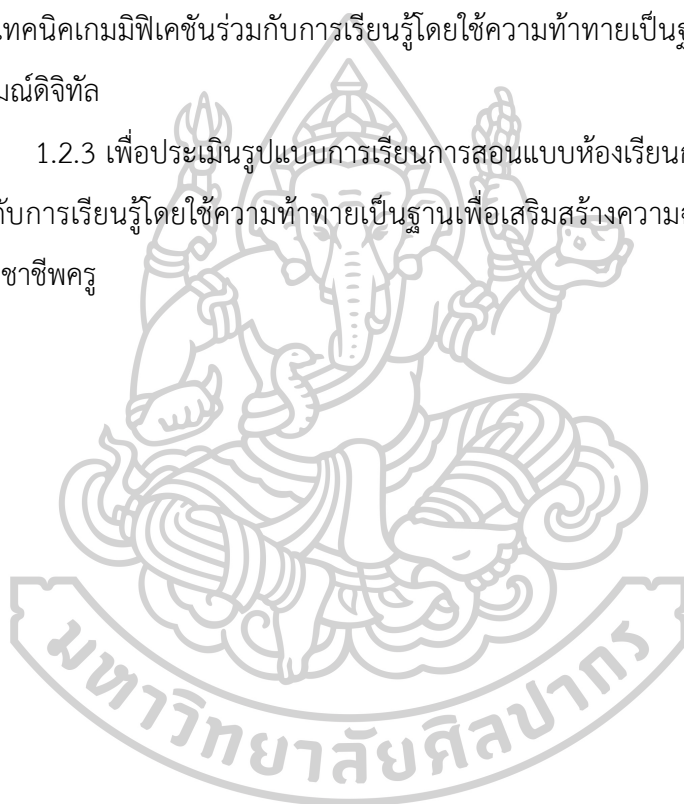 เทคนิคเกมมิฟิเคชันร่วมกับการเรียนรู้โดยใช้ความท้าทายเป็น
มณ์ดิจิทัล
1.2.3 เพื่อประเมินรูปแบบการเรียนการสอนแบบห้องเรียน
กับการเรียนรู้โดยใช้ความท้าทายเป็นฐานเพื่อเสริมสร้างความ
ชาชีพครู
มหาวิทยาลัยศิลปากร